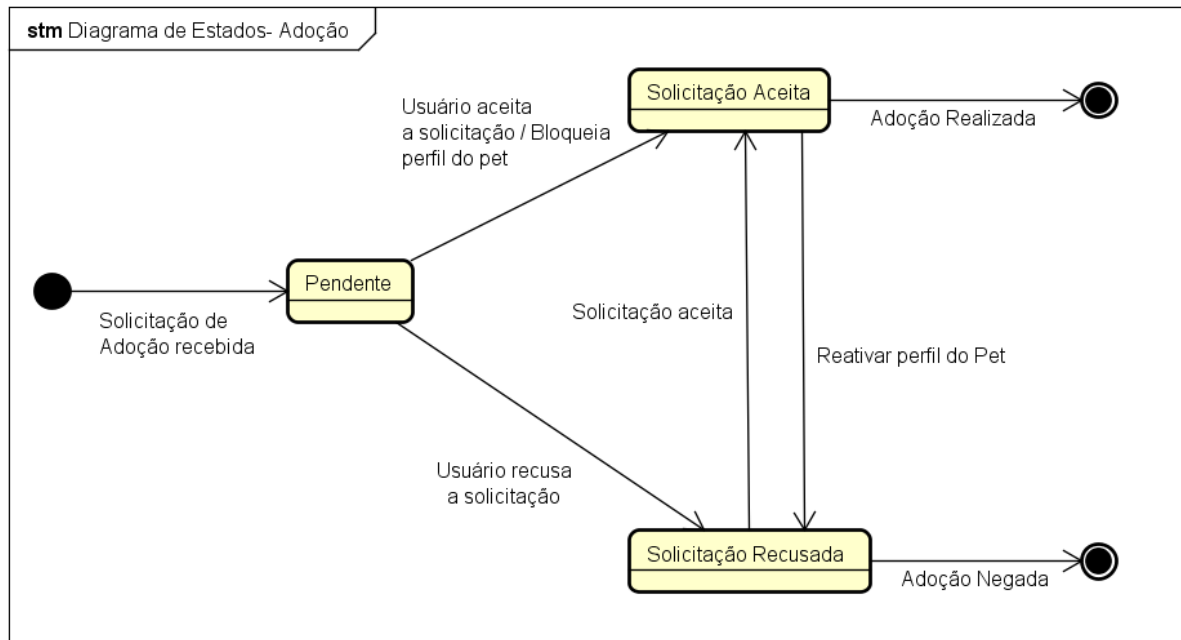 stm Diagrama de Estados- Adoção
Usuário aceita
a solicitação / Bloqueia
perfil do pet
Solicitação Aceita
Adoção Realizada
Pendente
Solicitação de
Adoção recebida
Solicitação aceita
Reativar perfil do Pet
Usuário recusa
a solicitação
Solicitação Recusada
Adoção Negada